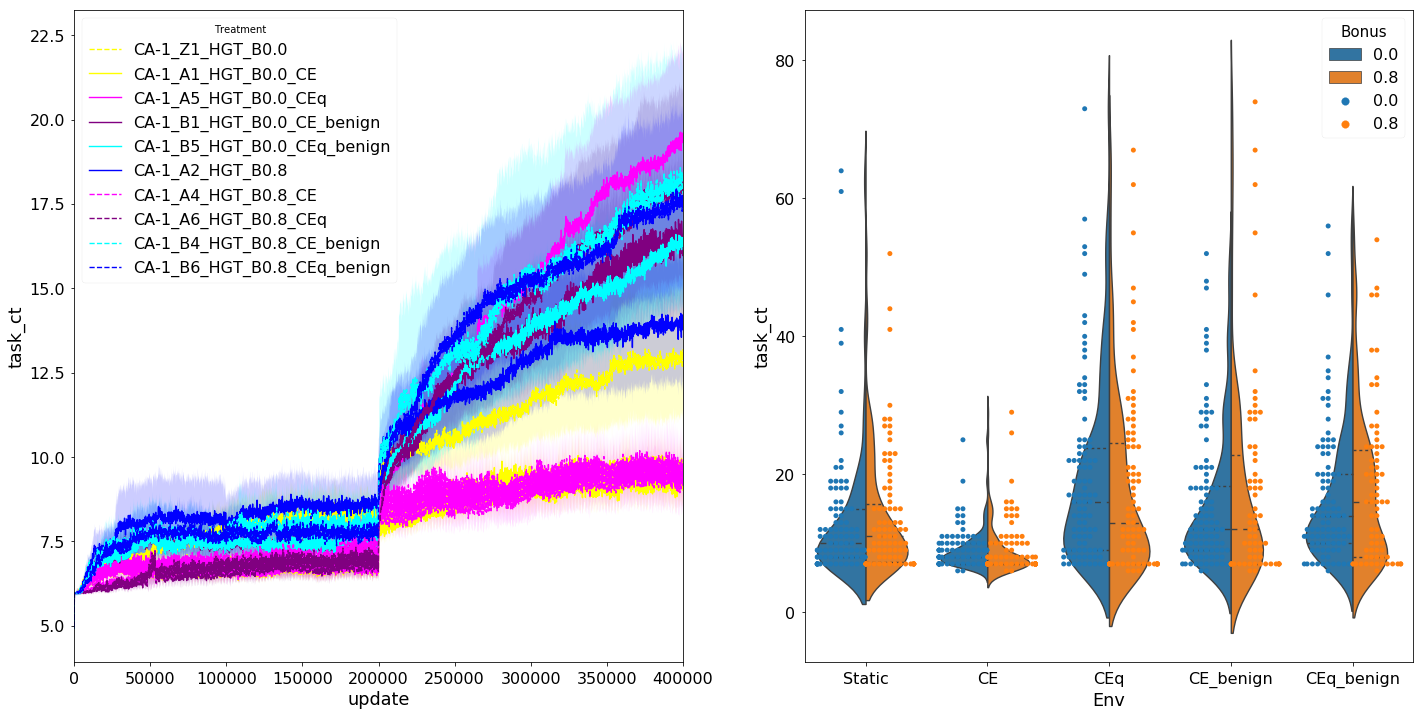 Treatment
CA-1_Z1_HGT_B0.0
CA-1_A1_HGT_B0.0_CE
CA-1_A5_HGT_B0.0_CEq
CA-1_B1_HGT_B0.0_CE_benign
CA-1_B5_HGT_B0.0_CEq_benign
CA-1_A2_HGT_B0.8
CA-1_A4_HGT_B0.8_CE
CA-1_A6_HGT_B0.8_CEq
CA-1_B4_HGT_B0.8_CE_benign
CA-1_B6_HGT_B0.8_CEq_benign
22.5
20.0
17.5
15.0
12.5
10.0
7.5
5.0
task_ct
0 50000 100000 150000 200000 250000 300000 350000 400000
update
Bonus
0.0
0.8
0.0
0.8
80
60
40
20
0
task_ct
Static CE CEq CE_benign CEq_benign
Env